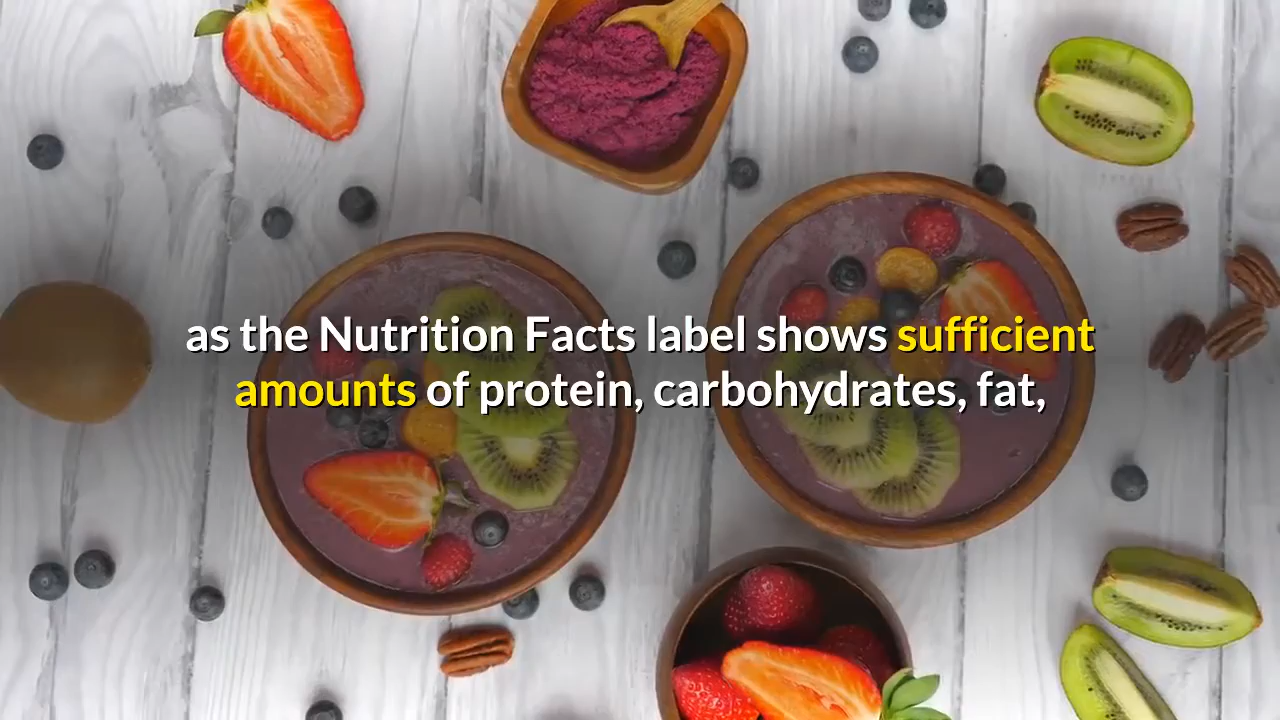 as the Nutrition Facts label shows sufficient
amounts of protein, carbohydrates, fat,